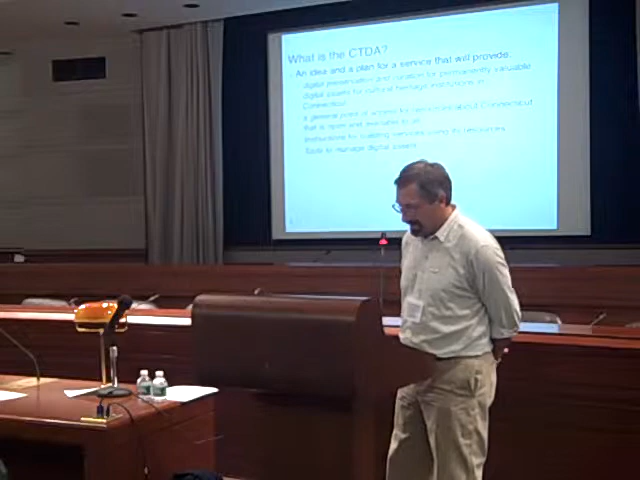 What is the CTDA?
An idea and a plan for a service that will provide:
digital preservation and curation for permanently valuable
digital assets for cultural heritage institutions in
Connecticut
a general point of access for resources about Connecticut
that is open and available to all
instructions for building services using its resources
tools to manage digital assets